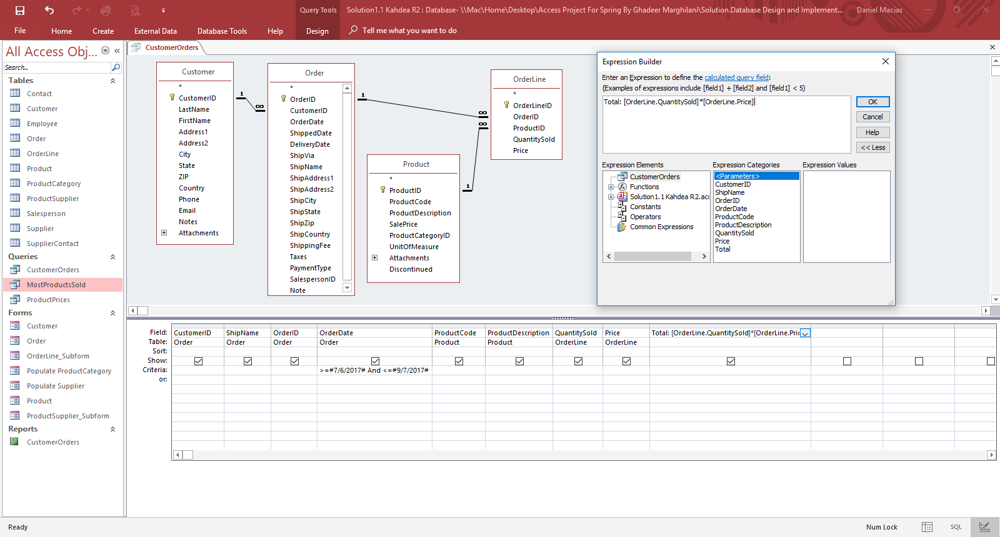 Query Tools
Solution1.1 Kahdea R2 : Database- \\Mac\Home\Desktop\Access Project For Spring By Ghadeer Marghilani\Solution.Database Design and Implement...
Daniel Macias
File
Home
Create
External Data
Database Tools
Help
Design
Tell me what you want to do
All Access Obj...
Search...
Tables
Contact
Customer
Employee
Order
OrderLine
Product
ProductCategory
ProductSupplier
Salesperson
Supplier
SupplierContact
Queries
CustomerOrders
MostProductsSold
ProductPrices
Forms
Customer
Order
OrderLine_Subform
Populate ProductCategory
Populate Supplier
Product
ProductSupplier_Subform
Reports
CustomerOrders
CustomerOrders
Customer
*
CustomerID
LastName
FirstName
Address1
Address2
City
State
ZIP
Country
Phone
Email
Notes
Attachments
1
∞
Order
*
OrderID
CustomerID
OrderDate
ShippedDate
DeliveryDate
ShipVia
ShipName
ShipAddress1
ShipAddress2
ShipCity
ShipState
ShipZip
ShipCountry
ShippingFee
Taxes
PaymentType
SalespersonID
Note
1
∞
∞
1
Product
*
ProductID
ProductCode
ProductDescription
SalePrice
ProductCategoryID
UnitOfMeasure
Attachments
Discontinued
OrderLine
*
OrderLineID
OrderID
ProductID
QuantitySold
Price
Expression Builder
Enter an Expression to define the calculated query field:
(Examples of expressions include [field1] + [field2] and [field1] < 5)
Total: [OrderLine.QuantitySold]*[OrderLine.Price]
OK
Cancel
Help
<< Less
Expression Elements
CustomerOrders
Functions
Solution1.1 Kahdea R2.acc
Constants
Operators
Common Expressions
Expression Categories
<Parameters>
CustomerID
ShipName
OrderID
OrderDate
ProductCode
ProductDescription
QuantitySold
Price
Total
Expression Values
Field: CustomerID ShipName OrderID OrderDate ProductCode ProductDescription QuantitySold Price Total: [OrderLine.QuantitySold]*[OrderLine.Pric
Table: Order Order Order Order Product Product OrderLine OrderLine
Sort:
Show:
Criteria: >=#7/6/2017# And <=#9/7/2017#
or:
Ready
Num Lock
SQL